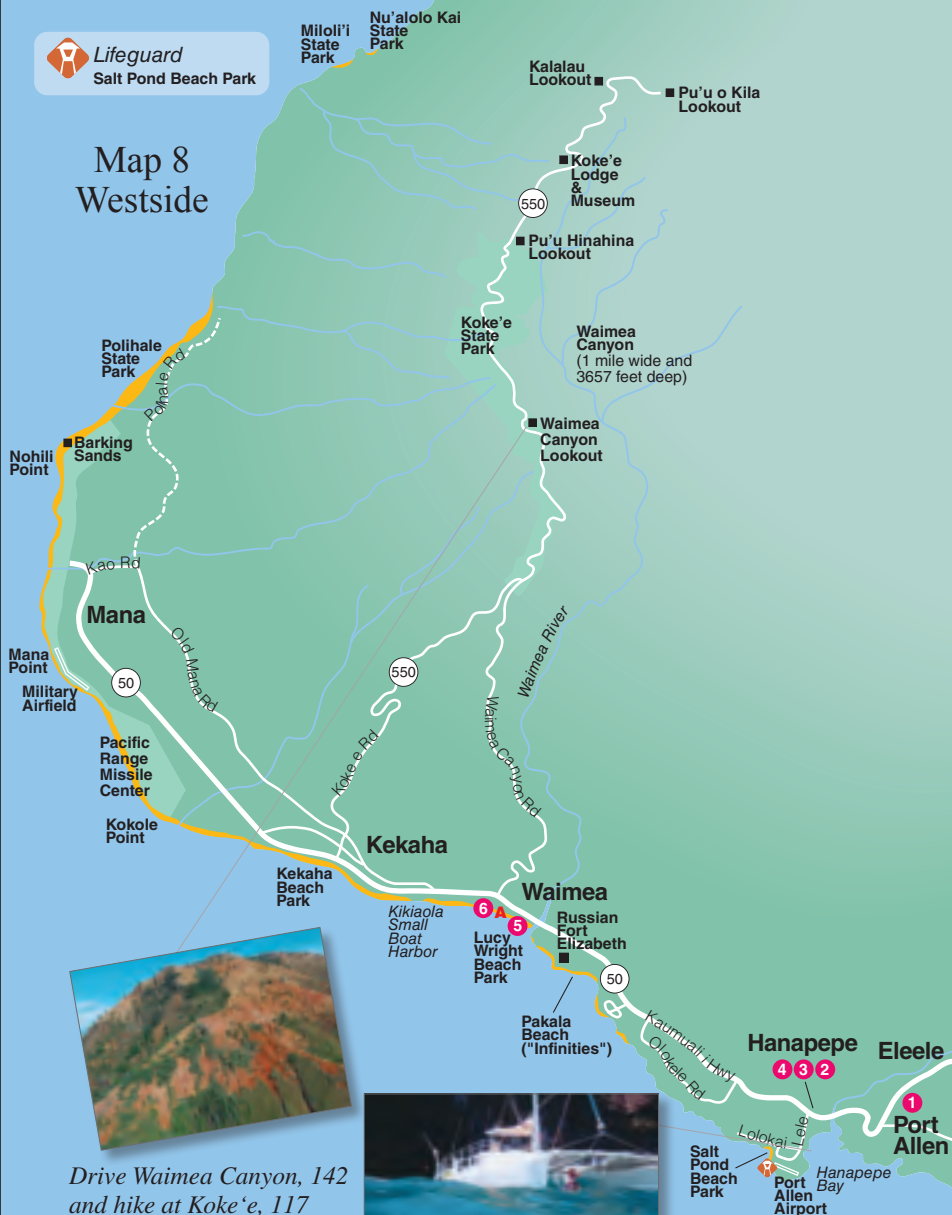 Lifeguard
Salt Pond Beach Park
Map 8
Westside
Miloli'i
State
Park
Nu'alolo Kai
State
Park
Kalalau
Lookout
Pu'u o Kila
Lookout
Koke'e
Lodge
&
Museum
550
Pu'u Hinahina
Lookout
Koke'e
State
Park
Waimea
Canyon
(1 mile wide and
3657 feet deep)
Polihale
State
Park
Polihale Rd
Waimea
Canyon
Lookout
Barking
Sands
Nohili
Point
Kao Rd
Mana
Old Mana Rd
Mana
Point
Military
Airfield
50
550
Waimea River
Waimea Canyon Rd
Koke e Rd
Pacific
Range
Missile
Center
Kokole
Point
Kekaha
Kekaha
Beach
Park
Kikiaola
Small
Boat
Harbor
6
A
5
Waimea
Lucy
Wright
Beach
Park
Russian
Fort
Elizabeth
50
Pakala
Beach
("Infinities")
Kaumuali i Hwy
Olokele Rd
Hanapepe
4 3 2
Eleele
1
Port
Allen
Lele
Lolokai
Salt
Pond
Beach
Park
Port
Allen
Airport
Hanapepe
Bay
Drive Waimea Canyon, 142
and hike at Koke‘e, 117